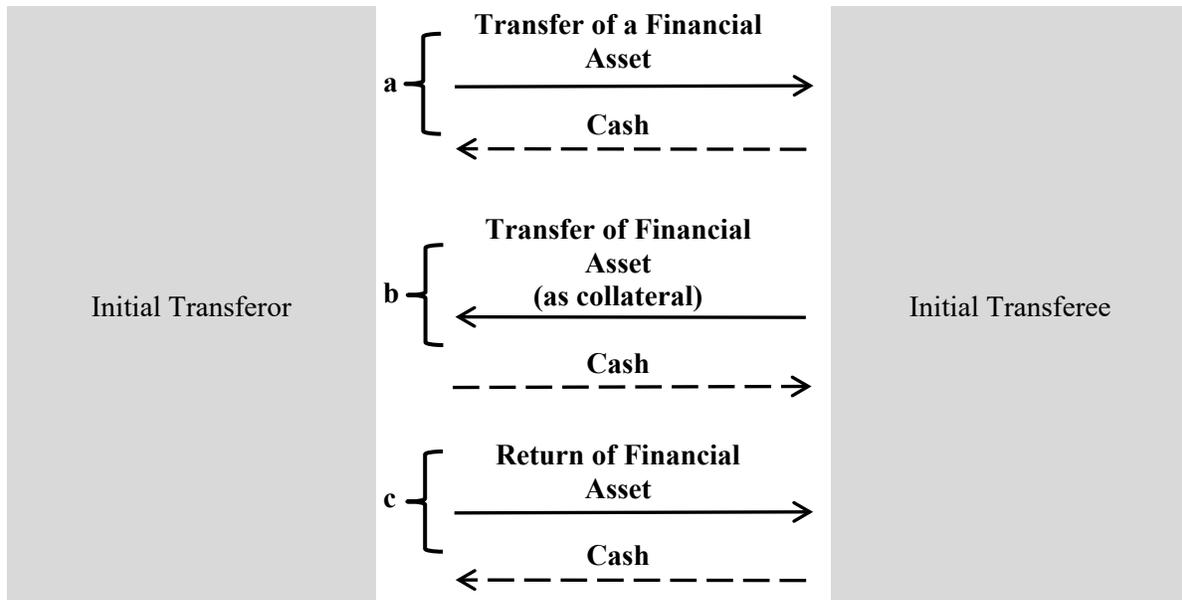 Transfer of a Financial
Asset
a
Cash
Transfer of Financial
Asset
Initial Transferor
b
(as collateral)
Initial Transferee
Cash
Return of Financial
Asset
c
Cash